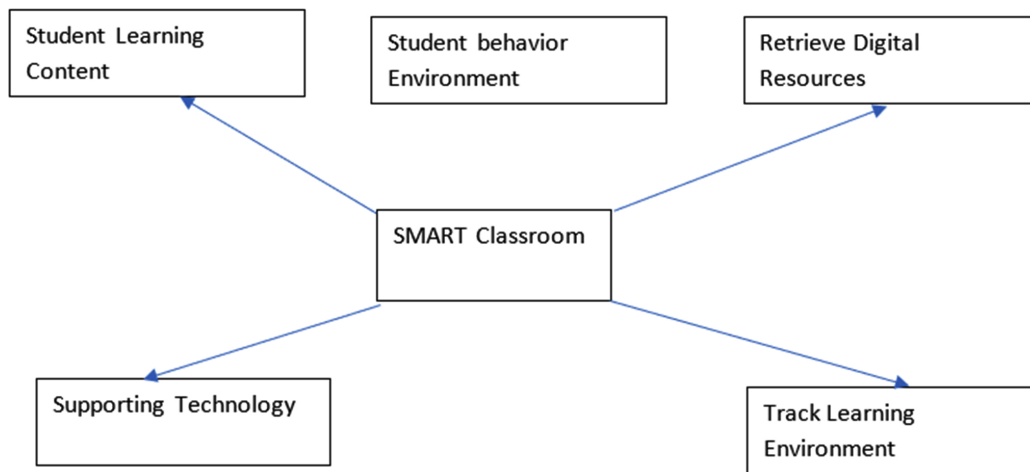 Student Learning
Content
Student behavior
Environment
Retrieve Digital
Resources
SMART Classroom
Supporting Technology
Track Learning
Environment